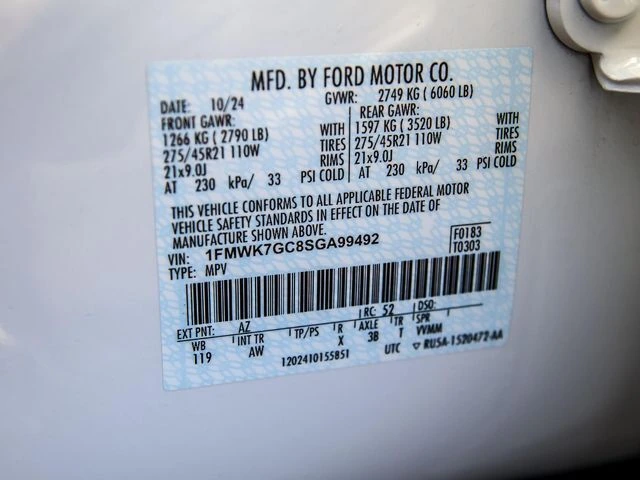 MFD. BY FORD MOTOR CO.
DATE: 10/24 GVWR: 2749 KG ( 6060 LB)
FRONT GAWR: REAR GAWR:
1266 KG ( 2790 LB) WITH 1597 KG ( 3520 LB) WITH
275/45R21 110W TIRES 275/45R21 110W TIRES
21x9.0J RIMS 21x9.0J RIMS
AT 230 kPa/ 33 PSI COLD AT 230 kPa/ 33 PSI COLD
THIS VEHICLE CONFORMS TO ALL APPLICABLE FEDERAL MOTOR
VEHICLE SAFETY STANDARDS IN EFFECT ON THE DATE OF
MANUFACTURE SHOWN ABOVE.
VIN: 1FMWK7GC8SGA99492 F0183
TYPE: MPV T0303
EXT PNT: AZ RC: 52 DSO:
WB INT TR TP/PS R AXLE TR SPR
119 AW X 3B T VVMM
1202410155851 UTC ▽ RU5A-1520472-AA